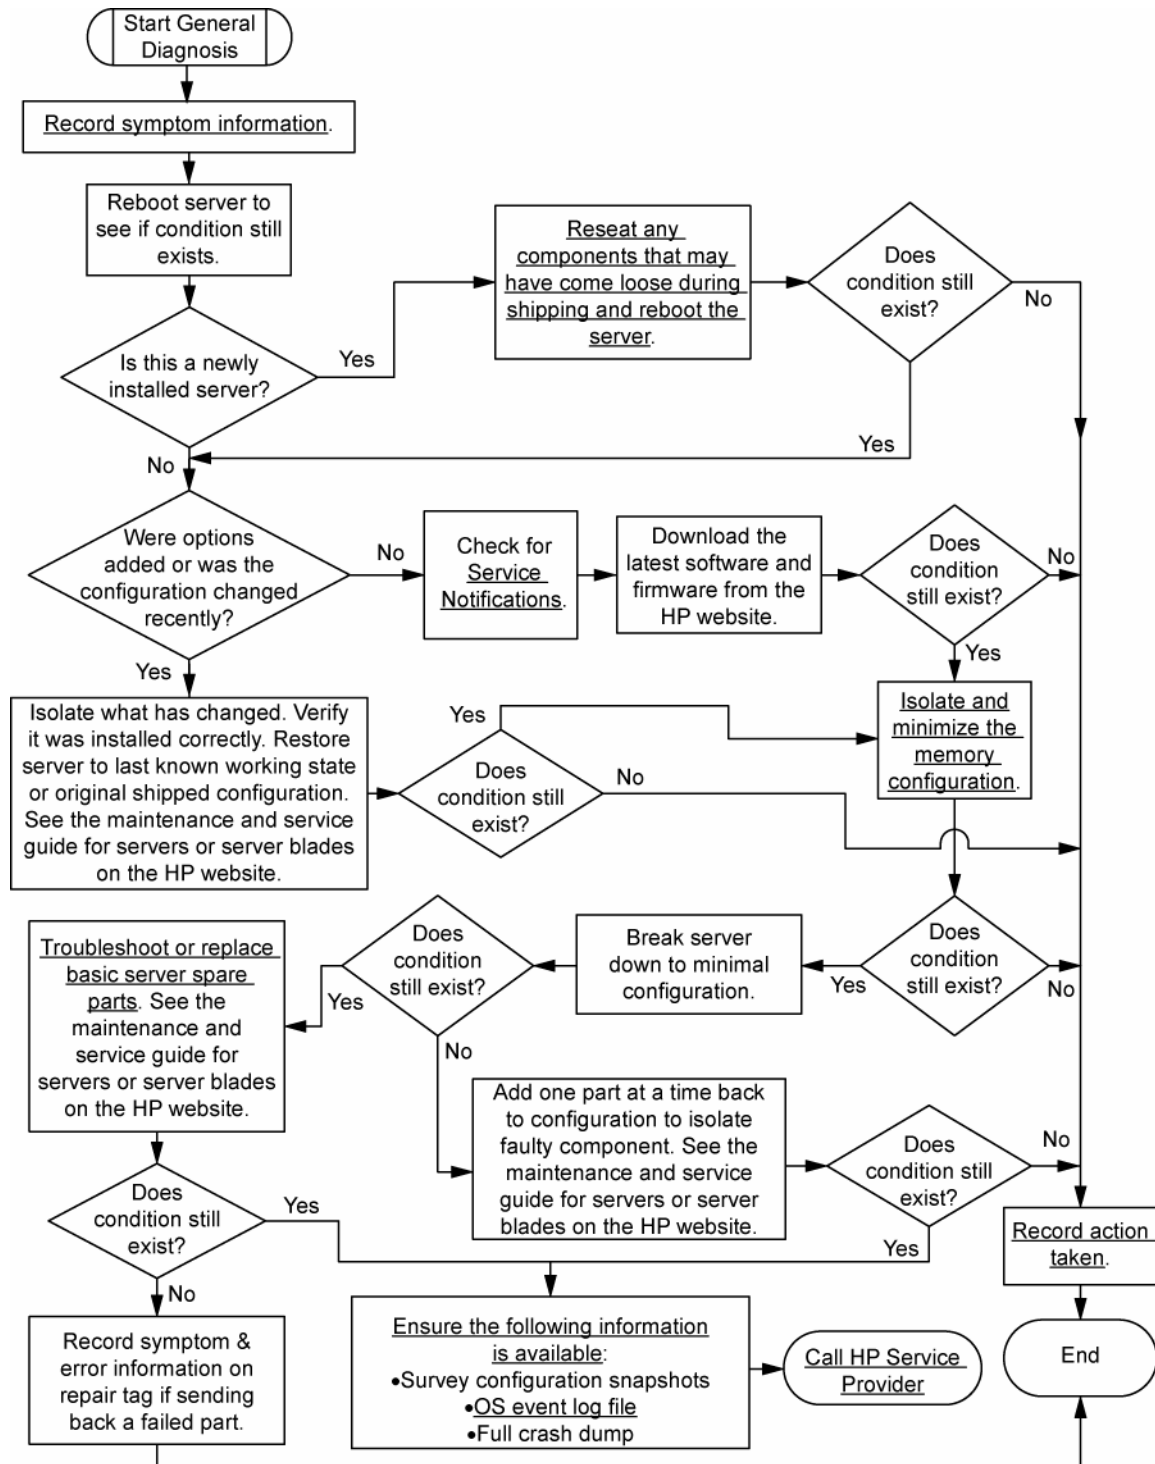 Start General
Diagnosis
Record symptom information.
Reboot server to
see if condition still
exists.
Reseat any
components that may
have come loose during
shipping and reboot the
server.
Does
condition still
exist?
No
Yes
Is this a newly
installed server?
Yes
No
Were options
added or was the
configuration changed
recently?
No
Check for
Service
Notifications.
Download the
latest software and
firmware from the
HP website.
Does
condition
still exist?
No
Yes
Yes
Isolate what has changed. Verify
it was installed correctly. Restore
server to last known working state
or original shipped configuration.
See the maintenance and service
guide for servers or server blades
on the HP website.
Yes
Does
condition still
exist?
No
Isolate and
minimize the
memory
configuration.
Troubleshoot or replace
basic server spare
parts. See the
maintenance and
service guide for
servers or server blades
on the HP website.
Yes
Does
condition
still exist?
No
Break server
down to minimal
configuration.
Yes
Does
condition
still exist?
No
Add one part at a time back
to configuration to isolate
faulty component. See the
maintenance and service
guide for servers or server
blades on the HP website.
Does
condition still
exist?
No
Yes
Does
condition still
exist?
Yes
No
Record action
taken.
Record symptom &
error information on
repair tag if sending
back a failed part.
Ensure the following information
is available:
•Survey configuration snapshots
•OS event log file
•Full crash dump
Call HP Service
Provider
End